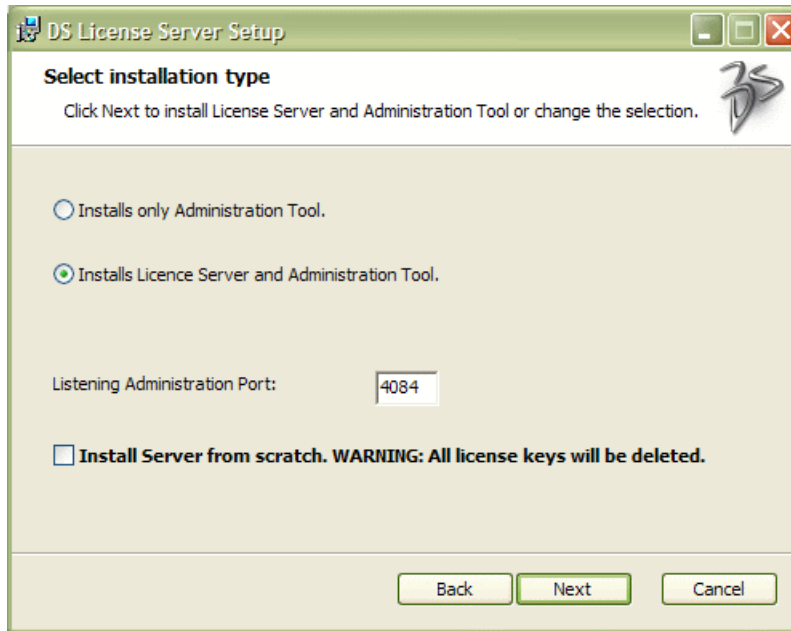 DS License Server Setup
Select installation type
Click Next to install License Server and Administration Tool or change the selection.
Installs only Administration Tool.
Installs Licence Server and Administration Tool.
Listening Administration Port: 4084
Install Server from scratch. WARNING: All license keys will be deleted.
Back Next Cancel